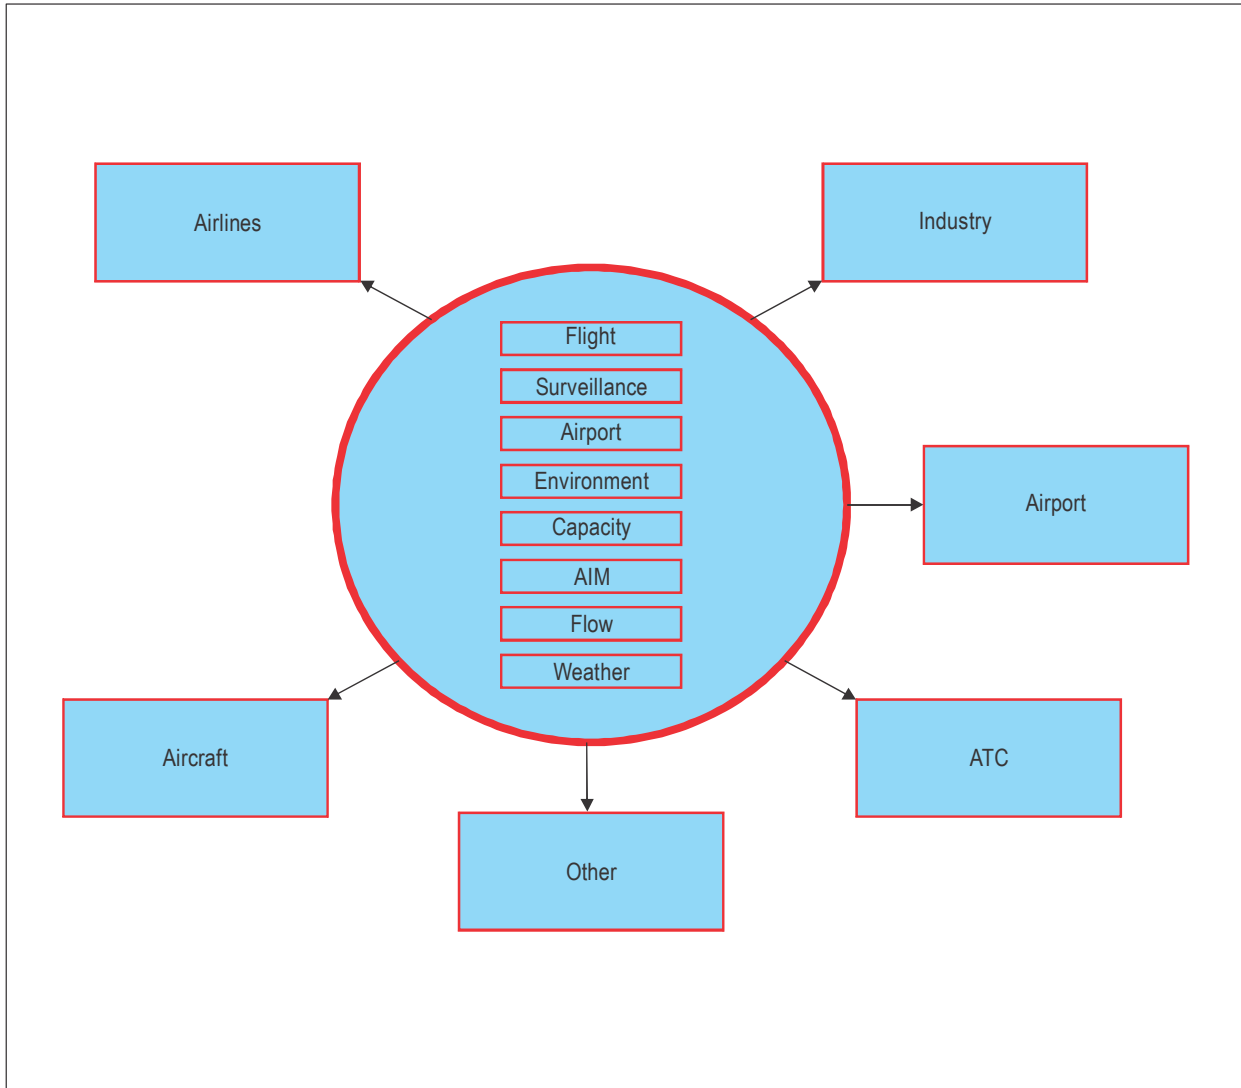 Airlines
Industry
Flight
Surveillance
Airport
Environment
Capacity
AIM
Flow
Weather
Airport
Aircraft
ATC
Other